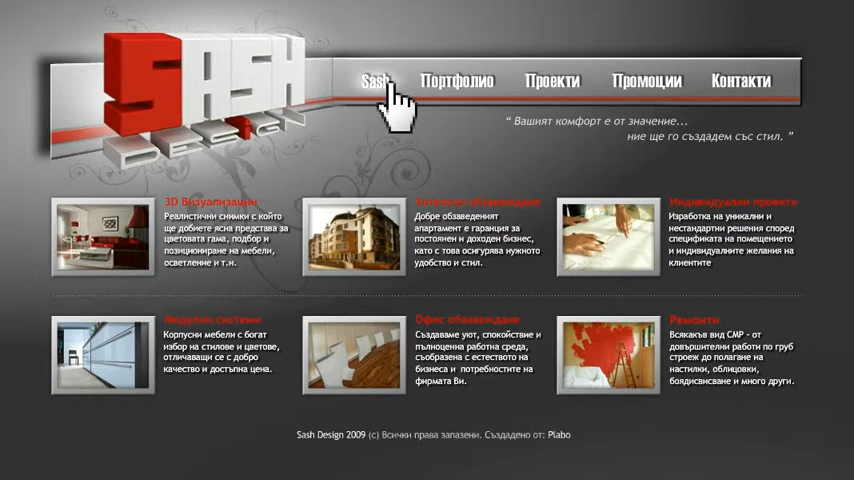 SASH
DESIGN
Sash Портфолио Проекти Промоции Контакти
“ Вашият комфорт е от значение...
ние ще го създадем със стил. ”
3D Визуализации
Реалистични снимки с който
ще добиете ясна представа за
цветовата гама, подбор и
позициониране на мебели,
осветление и т.н.
обзавеждане
Добре обзаведеният
апартамент е гаранция за
постоянен и доходен бизнес,
като с това осигурява нужното
удобство и стил.
Индивидуални проекти
Изработка на уникални и
нестандартни решения според
спецификата на помещението
и индивидуалните желания на
клиентите
Модулни системи
Корпусни мебели с богат
избор на стилове и цветове,
отличаващи се с добро
качество и достъпна цена.
Офис обзавеждане
Създаваме уют, спокойствие и
пълноценна работна среда,
съобразена с естеството на
бизнеса и потребностите на
фирмата Ви.
Ремонти
Всякакъв вид СМР - от
довършителни работи по груб
строеж до полагане на
настилки, облицовки,
боядисвисване и много други.
Sash Design 2009 (c) Всички права запазени. Създадено от: Plabo